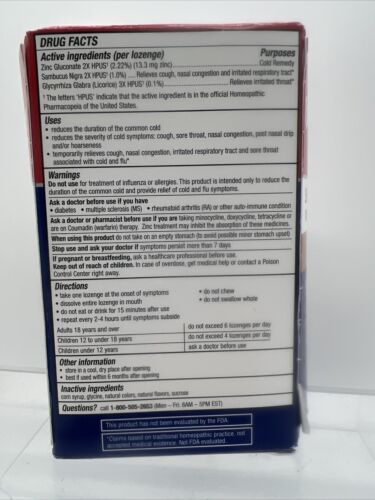 DRUG FACTS
Active ingredients (per lozenge) Purposes
Zinc Gluconate 2X HPUS¹ (2.22%) (13.3 mg zinc) Cold Remedy
Sambucus Nigra 2X HPUS¹ (1.0%) Relieves cough, nasal congestion and irritated respiratory tract*
Glycyrrhiza Glabra (Licorice) 3X HPUS¹ (0.1%) Relieves irritated throat*
¹ The letters 'HPUS' indicate that the active ingredient is in the official Homeopathic
Pharmacopeia of the United States.
Uses
• reduces the duration of the common cold
• reduces the severity of cold symptoms: cough, sore throat, nasal congestion, post nasal drip
and/or hoarseness
• temporarily relieves cough, nasal congestion, irritated respiratory tract and sore throat
associated with cold and flu*
Warnings
Do not use for treatment of influenza or allergies. This product is intended only to reduce the
duration of the common cold and provide relief of cold and flu symptoms.
Ask a doctor before use if you have
• diabetes • multiple sclerosis (MS) • rheumatoid arthritis (RA) or other auto-immune condition
Ask a doctor or pharmacist before use if you are taking minocycline, doxycycline, tetracycline or
are on Coumadin (warfarin) therapy. Zinc treatment may inhibit the absorption of these medicines.
When using this product do not take on an empty stomach (to avoid possible minor stomach upset)
Stop use and ask your doctor if symptoms persist more than 7 days
If pregnant or breastfeeding, ask a healthcare professional before use.
Keep out of reach of children. In case of overdose, get medical help or contact a Poison
Control Center right away.
Directions
• take one lozenge at the onset of symptoms • do not chew
• dissolve entire lozenge in mouth • do not swallow whole
• do not eat or drink for 15 minutes after use
• repeat every 2-4 hours until symptoms subside
Adults 18 years and over do not exceed 6 lozenges per day
Children 12 to under 18 years do not exceed 4 lozenges per day
Children under 12 years ask a doctor before use
Other information
• store in a cool, dry place after opening
• best if used within 6 months after opening
Inactive ingredients
corn syrup, glycine, natural colors, natural flavors, sucrose
Questions? call 1-800-505-2653 (Mon – Fri: 8AM – 5PM EST)
This product has not been evaluated by the FDA.
*Claims based on traditional homeopathic practice, not
accepted medical evidence. Not FDA evaluated.